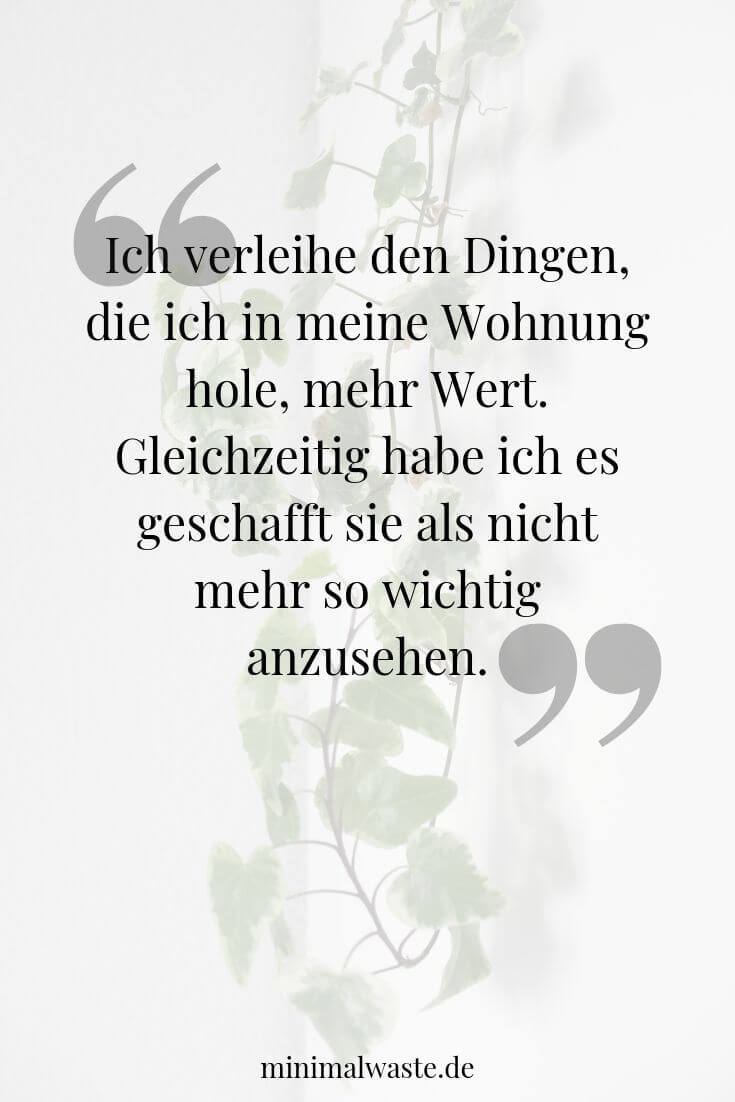 Ich verleihe den Dingen,
die ich in meine Wohnung
hole, mehr Wert.
Gleichzeitig habe ich es
geschafft sie als nicht
mehr so wichtig
anzusehen.
minimalwaste.de